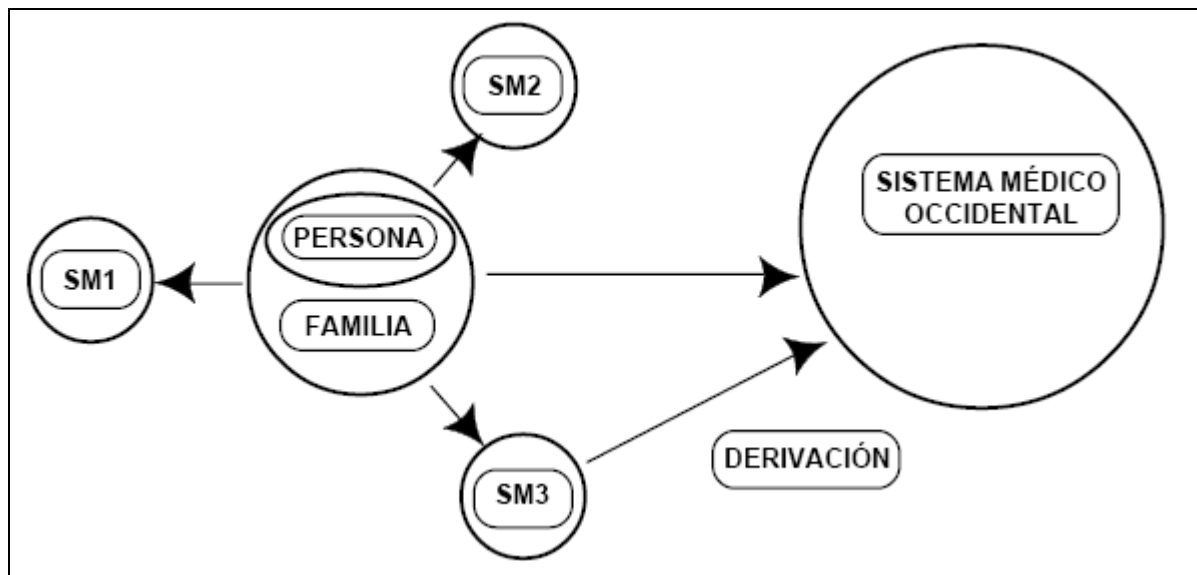 SM2
SISTEMA MÉDICO
OCCIDENTAL
PERSONA
SM1
FAMILIA
DERIVACIÓN
SM3